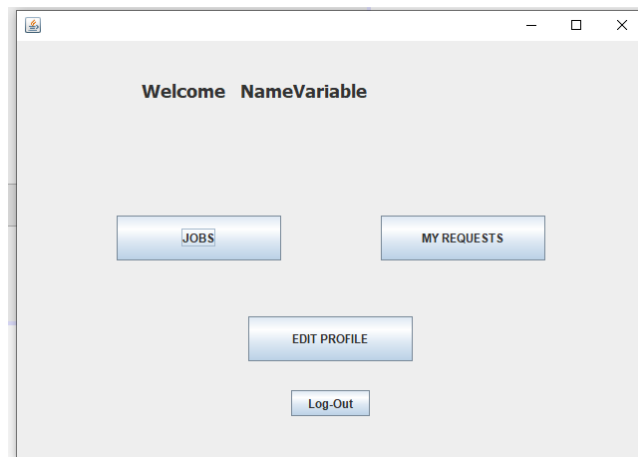 Welcome NameVariable
JOBS
MY REQUESTS
EDIT PROFILE
Log-Out